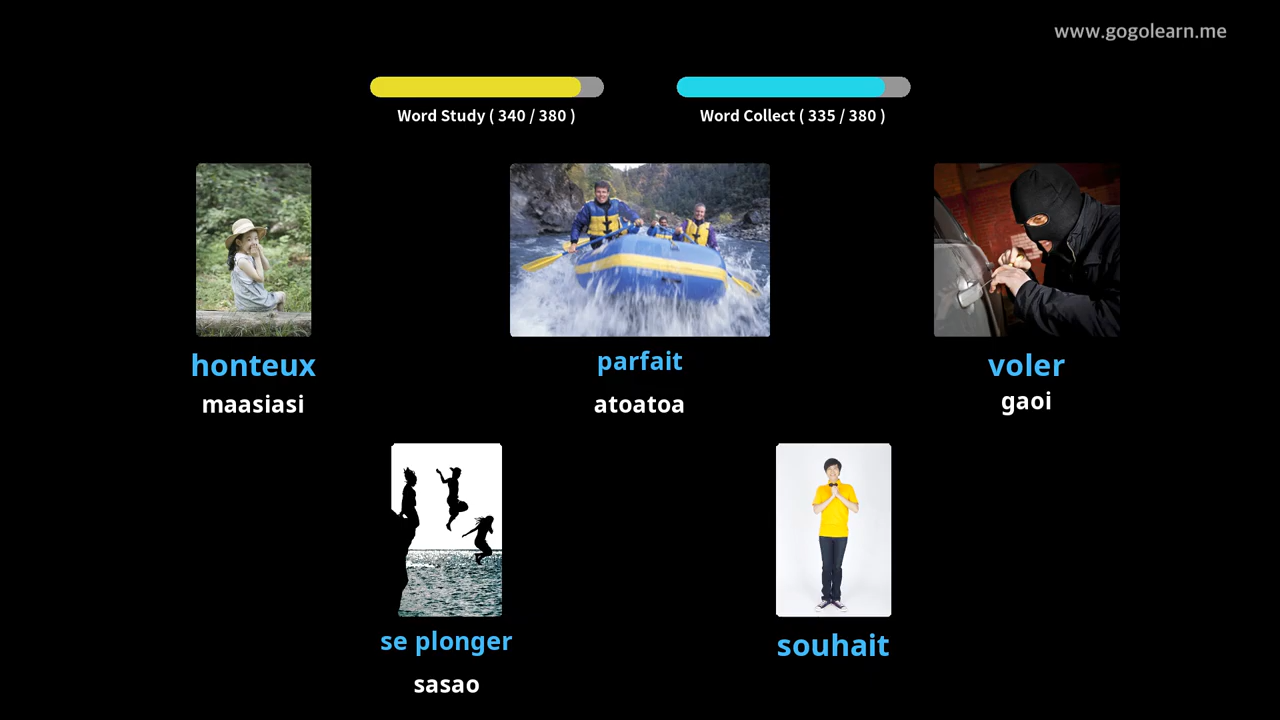 www.gogolearn.me
Word Study ( 340 / 380 )
Word Collect ( 335 / 380 )
honteux
maasiasi
parfait
atoatoa
voler
gaoi
se plonger
sasao
souhait